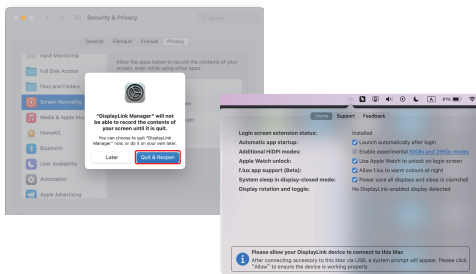 Security & Privacy
Search
General
FileVault
Firewall
Privacy
Input Monitoring
Full Disk Access
Files and Folders
Screen Recording
Media & Apple Mus
HomeKit
Bluetooth
User Availability
Automation
Apple Advertising
Allow the apps below to record the contents of your
screen, even while using other apps.
"DisplayLink Manager" will not
be able to record the contents of
your screen until it is quit.
You can choose to quit "DisplayLink
Manager" now, or do it on your own later.
Later
Quit & Reopen
A
91%
Home
Support
Feedback
Login screen extension status: Installed
Automatic app startup: Launch automatically after login
Additional HiDPI modes: Enable experimental 3008x and 2560x modes
Apple Watch unlock: Use Apple Watch to unlock on login screen
f.lux app support (Beta): Allow f.lux to warm colours at night
System sleep in display-closed mode: Power save all displays and sleep in clamshell
Display rotation and toggle: No DisplayLink-enabled display detected
Please allow your DisplayLink device to connect to this Mac
After connecting accessory to this Mac via USB, a system prompt will appear. Please click
"Allow" to ensure the device is working properly